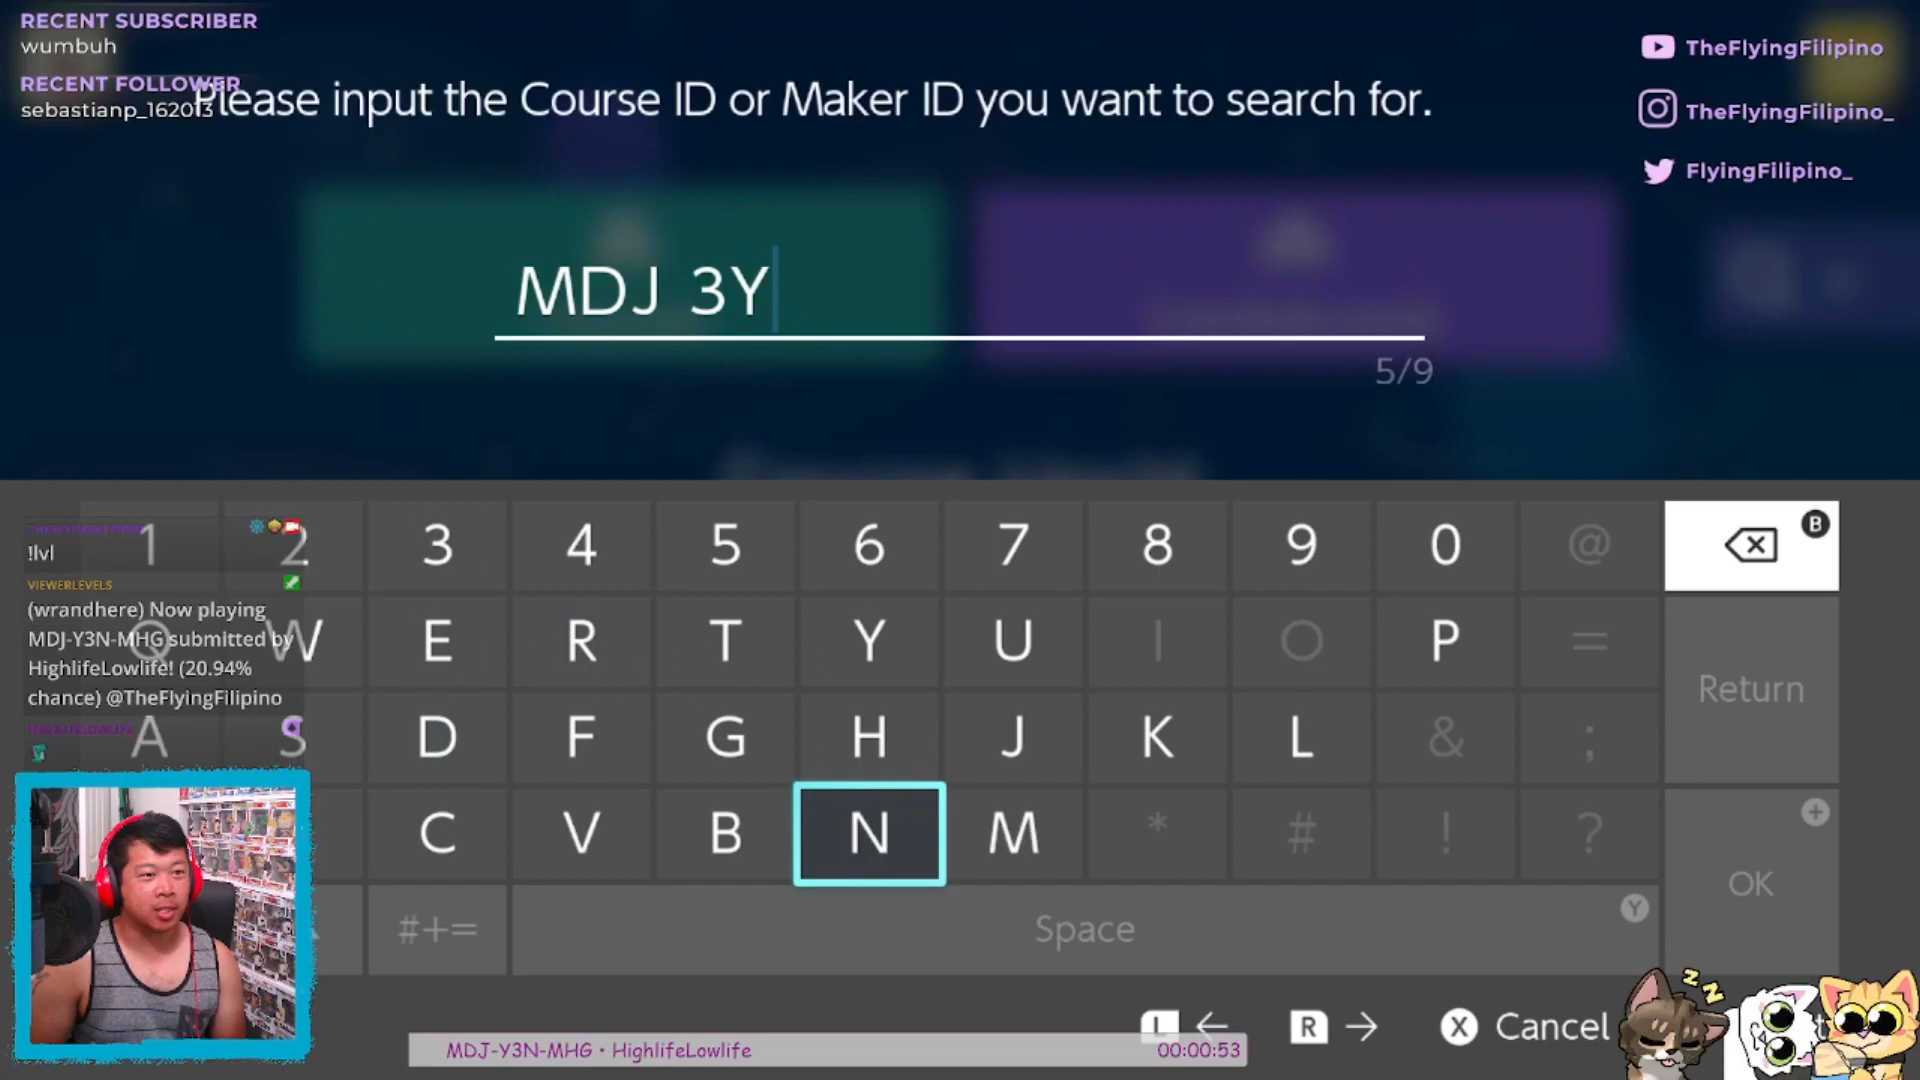 RECENT SUBSCRIBER
wumbuh
RECENT FOLLOWER
sebastianp_162013
TheFlyingFilipino
TheFlyingFilipino_
FlyingFilipino_
Please input the Course ID or Maker ID you want to search for.
MDJ 3Y
5/9
1 2 3 4 5 6 7 8 9 0 @ B
Q W E R T Y U I O P =
Return
A S D F G H J K L & ;
C V B N M * # ! ?
OK
#+= Space Y
!lvl
VIEWERLEVELS
(wrandhere) Now playing
MDJ-Y3N-MHG submitted by
HighlifeLowlife! (20.94%
chance) @TheFlyingFilipino
HIGHLIFELOWLIFE
L R X Cancel
Z Z
MDJ-Y3N-MHG • HighlifeLowlife 00:00:53